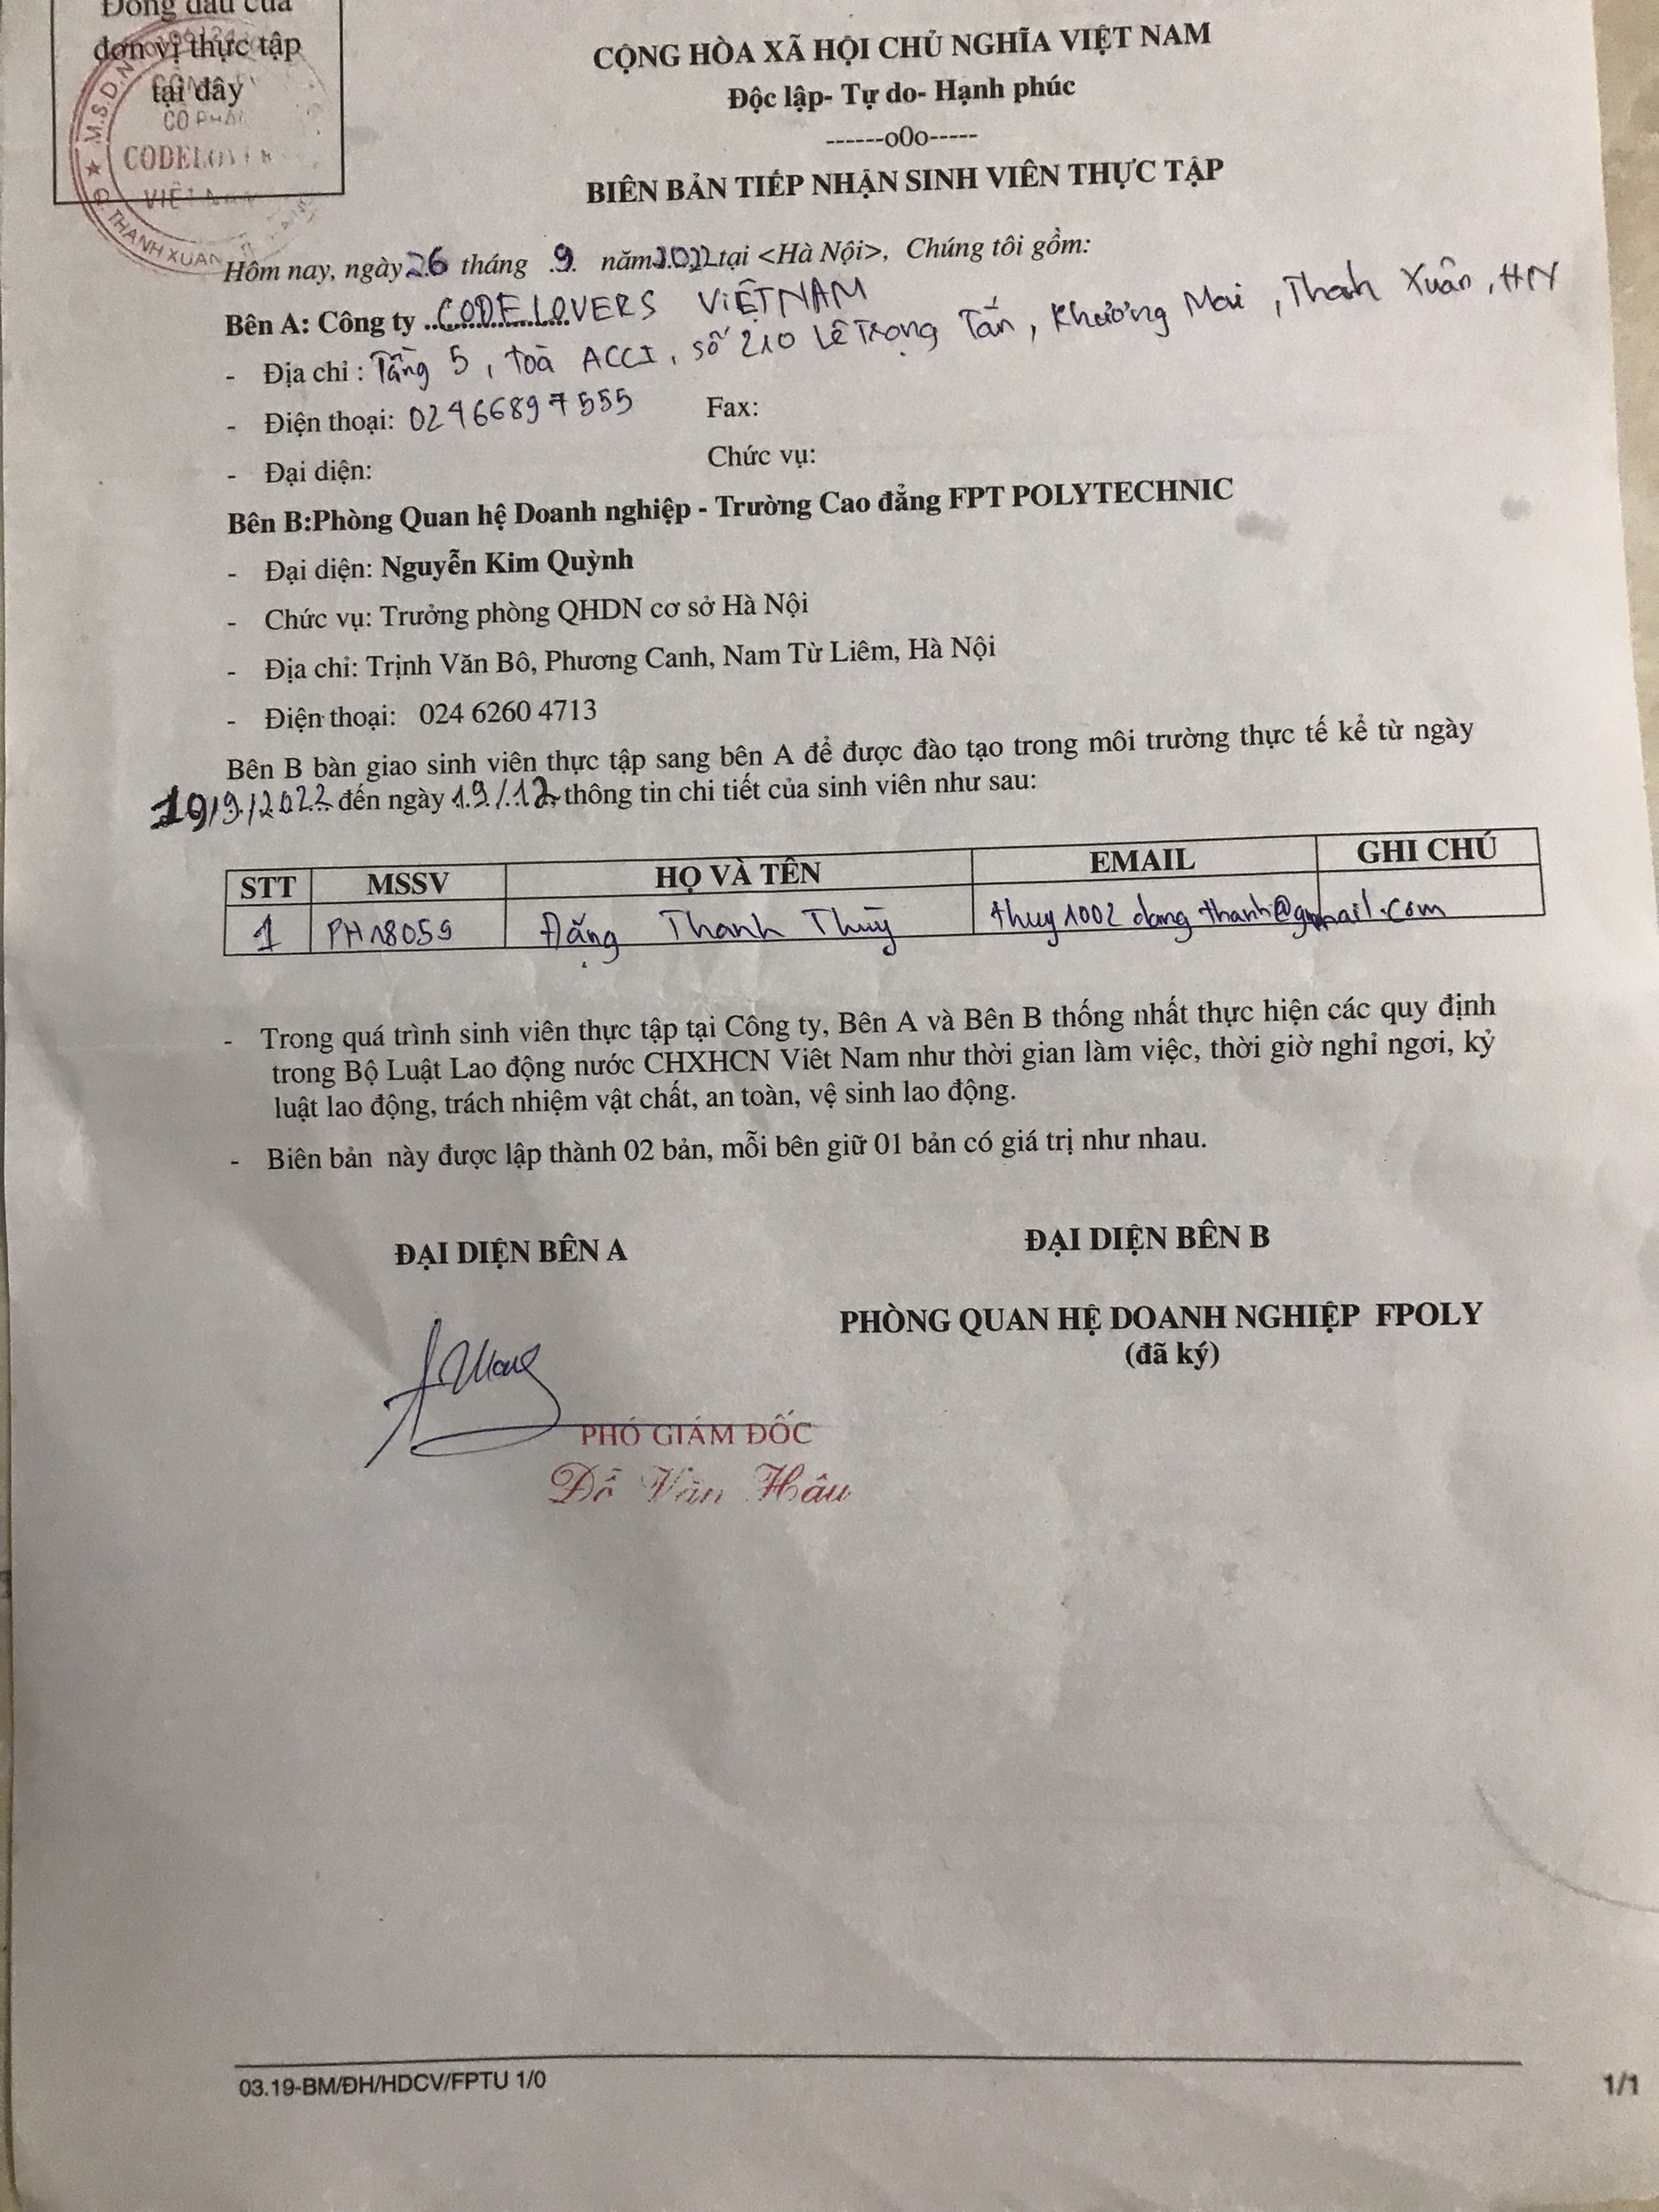 Đóng dấu của
đơn vị thực tập
tại đây
CỔ PHẦN
CODELOVERS
VIỆT NAM
THANH XUÂN
CỘNG HÒA XÃ HỘI CHỦ NGHĨA VIỆT NAM
Độc lập- Tự do- Hạnh phúc
------o0o-----
BIÊN BẢN TIẾP NHẬN SINH VIÊN THỰC TẬP
Hôm nay, ngày 26 tháng .9. năm 2022 tại <Hà Nội>, Chúng tôi gồm:
Bên A: Công ty CODELOVERS VIỆTNAM
- Địa chỉ : Tầng 5, toà ACCI, số 210 Lê Trọng Tấn, Khương Mai, Thanh Xuân, HN
- Điện thoại: 02466897555 Fax:
- Đại diện: Chức vụ:
Bên B:Phòng Quan hệ Doanh nghiệp - Trường Cao đẳng FPT POLYTECHNIC
- Đại diện: Nguyễn Kim Quỳnh
- Chức vụ: Trưởng phòng QHDN cơ sở Hà Nội
- Địa chỉ: Trịnh Văn Bô, Phương Canh, Nam Từ Liêm, Hà Nội
- Điện thoại: 024 6260 4713
Bên B bàn giao sinh viên thực tập sang bên A để được đào tạo trong môi trường thực tế kể từ ngày
19/9/2022 đến ngày 19/12, thông tin chi tiết của sinh viên như sau:
STT MSSV HỌ VÀ TÊN EMAIL GHI CHÚ
1 PH18059 Đặng Thanh Thuỳ thuy1002dangthanh@gmail.com
- Trong quá trình sinh viên thực tập tại Công ty, Bên A và Bên B thống nhất thực hiện các quy định
trong Bộ Luật Lao động nước CHXHCN Viêt Nam như thời gian làm việc, thời giờ nghỉ ngơi, kỷ
luật lao động, trách nhiệm vật chất, an toàn, vệ sinh lao động.
- Biên bản này được lập thành 02 bản, mỗi bên giữ 01 bản có giá trị như nhau.
ĐẠI DIỆN BÊN A ĐẠI DIỆN BÊN B
PHÒNG QUAN HỆ DOANH NGHIỆP FPOLY
(đã ký)
PHÓ GIÁM ĐỐC
Đỗ Văn Hậu
03.19-BM/ĐH/HDCV/FPTU 1/0 1/1